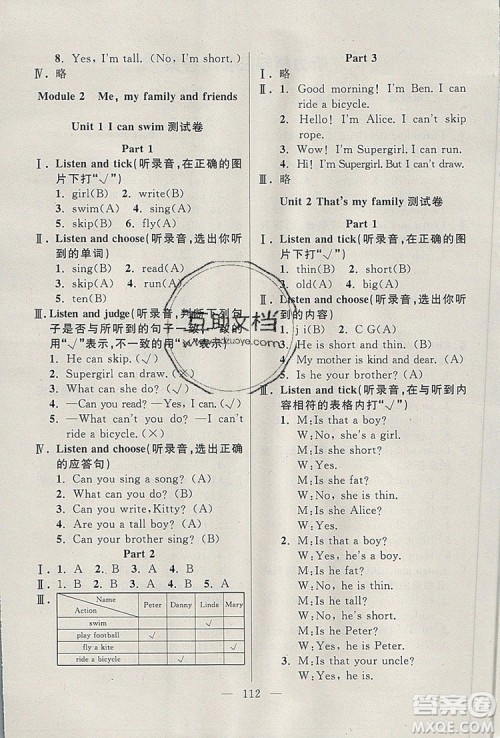 8. Yes, I'm tall. (No, I'm short.)
Ⅳ. 略
Module 2 Me, my family and friends
Unit 1 I can swim 测试卷
Part 1
Ⅰ. Listen and tick(听录音,在正确的图
片下打“√”)
1. girl(B) 2. write(B)
3. swim(A) 4. sing(A)
5. skip(B) 6. fly(A)
Ⅱ. Listen and choose(听录音,选出你听
到的单词)
1. sing(B) 2. read(A)
3. sing(B) 4. skip(A)
5. ten(B)
Ⅲ. Listen and judge(听录音,判断下列句
子是否与所听到的句子一致,一致的
用“√”表示,不一致的用“×”表示)
1. He can skip. (√)
2. Supergirl can draw. (×)
3. What can she do? (√)
4. —Can you read? —Yes. (√)
5. —What can't you do? —I can't
ride a bicycle. (×)
Ⅳ. Listen and choose(听录音,选出正确
的应答句)
1. Can you sing a song? (B)
2. What can you do? (B)
3. Can you write, Kitty? (A)
4. Are you a tall boy? (A)
5. Can your brother sing? (B)
Part 2
Ⅰ. 1. A 2. B 3. B 4. A 5. A
Ⅱ. 1. B 2. A 3. B 4. B 5. A
Ⅲ.
Name Action Peter Danny Linda Mary
swim √
play football √
fly a kite √
ride a bicycle √
Part 3
Ⅰ. 略
Ⅱ. 1. Good morning! I'm Ben. I can
ride a bicycle.
2. Hello! I'm Alice. I can't skip
rope.
3. Wow! I'm Supergirl. I can run.
4. Hi! I'm Supergirl. But I can't draw.
Ⅲ. 略
Unit 2 That's my family 测试卷
Part 1
Ⅰ. Listen and tick(听录音,在正确的图
片下打“√”)
1. thin(B) 2. short(B)
3. old(B) 4. big(A)
Ⅱ. Listen and choose(听录音,选出你听
到的内容)
1. j i(B) 2. cry(A)
3. He is short and thin. (B)
4. My mother is kind and dear. (A)
5. Is he your brother? (A)
Ⅲ. Listen and tick(听录音,在与听到内
容相符的表格内打“√”)
1. M:Is that a boy?
W:No, she's a girl.
M:Is she short?
W:Yes.
M:Is she Alice?
W:Yes.
2. M:Is that a boy?
W:Yes, he's a boy.
M:Is he thin?
W:Yes, he is thin.
M:Is he tall?
W:Yes, he is tall.
M:Is he Peter?
W:Yes, he is Peter.
3. M:Is that your uncle?
W:Yes, he is.
112
互助文档
答案圈
MXQE.COM